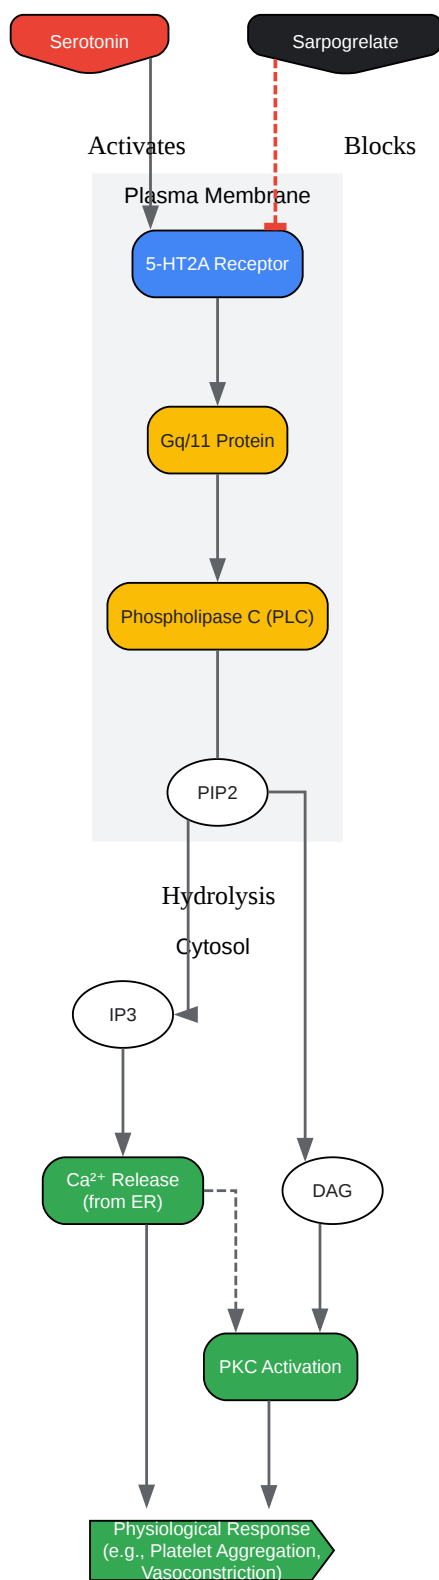 Serotonin
Sarpogrelate
Activates
Blocks
Plasma Membrane
5-HT2A Receptor
Gq/11 Protein
Phospholipase C (PLC)
PIP2
Hydrolysis
Cytosol
IP3
Ca²⁺ Release
(from ER)
DAG
PKC Activation
Physiological Response
(e.g., Platelet Aggregation,
Vasoconstriction)